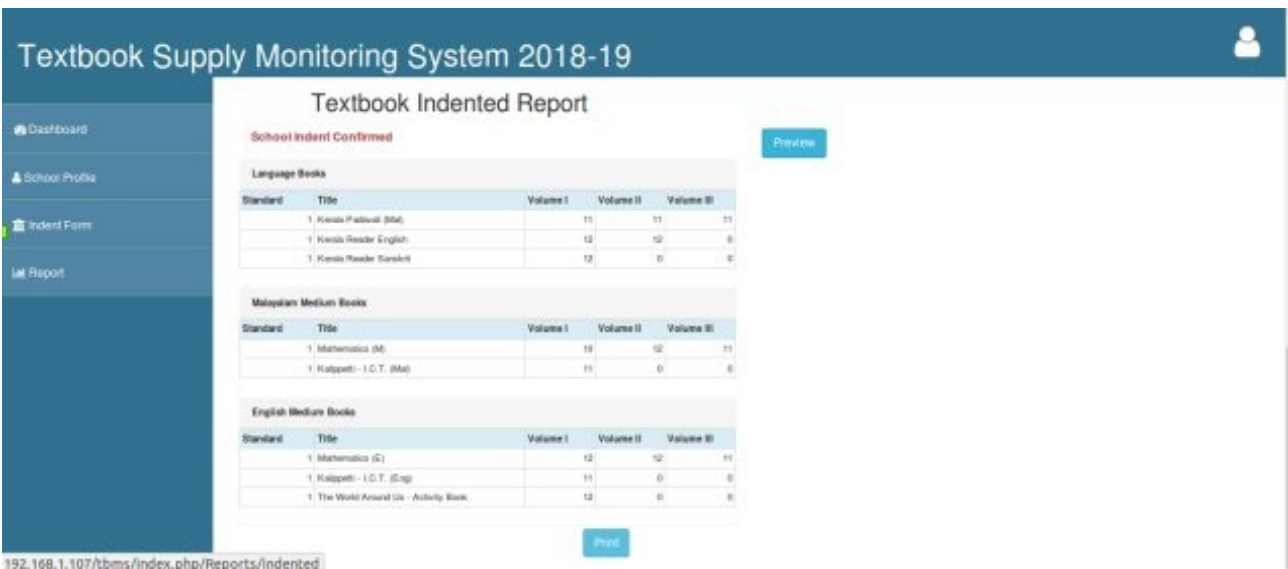 Textbook Supply Monitoring System 2018-19
Dashboard
School Profile
Indent Form
Report
Textbook Indented Report
School Indent Confirmed
Preview
Language Books
Standard Title Volume I Volume II Volume III
1 Kerala Padavali (Mal) 11 11 11
1 Kerala Reader English 12 12 0
1 Kerala Reader Sanskrit 12 0 0
Malayalam Medium Books
Standard Title Volume I Volume II Volume III
1 Mathematics (M) 12 11
1 Kalippetti - I.C.T. (Mal) 11 0 0
English Medium Books
Standard Title Volume I Volume II Volume III
1 Mathematics (E) 12 12 11
1 Kalippetti - I.C.T. (Eng) 11 0 0
1 The World Around Us - Activity Book 12 0 0
Print
192.168.1.107/tbms/index.php/Reports/indented